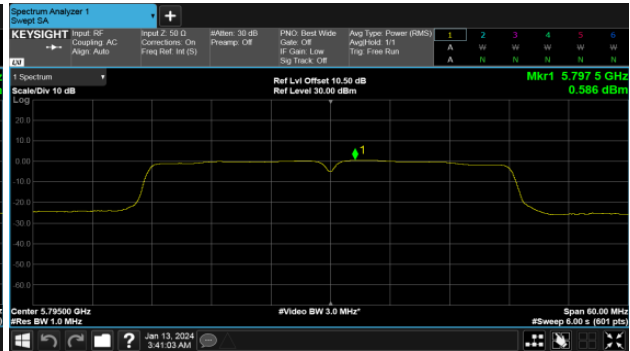 Spectrum Analyzer 1
Swept SA
KEYSIGHT
Input: RF
Coupling: AC
Align: Auto
Input Z: 50 Ω
Corrections: On
Freq Ref: Int (S)
#Atten: 30 dB
Preamp: Off
PNO: Best Wide
Gate: Off
IF Gain: Low
Sig Track: Off
Avg Type: Power (RMS)
Avg|Hold: 1/1
Trig: Free Run
1 2 3 4 5 6
A W W W W W
A N N N N N
LXI
1 Spectrum
Scale/Div 10 dB
Ref Lvl Offset 10.50 dB
Ref Level 30.00 dBm
Mkr1 5.797 5 GHz
0.586 dBm
Log
20.0
10.0
0.00
1
-10.0
-20.0
-30.0
-40.0
-50.0
-60.0
Center 5.79500 GHz
#Res BW 1.0 MHz
#Video BW 3.0 MHz*
Span 60.00 MHz
#Sweep 6.00 s (601 pts)
?
Jan 13, 2024
3:41:03 AM